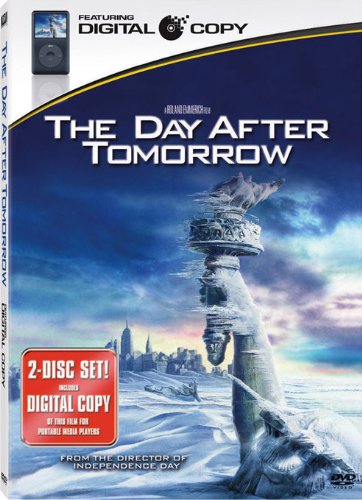 FEATURING
DIGITAL COPY
A ROLAND EMMERICH FILM
THE DAY AFTER
TOMORROW
THE DAY AFTER TOMORROW
DIGITAL COPY
2-DISC SET!
INCLUDES
DIGITAL COPY
OF THIS FILM FOR
PORTABLE MEDIA PLAYERS
FROM THE DIRECTOR OF
INDEPENDENCE DAY
DVD
VIDEO